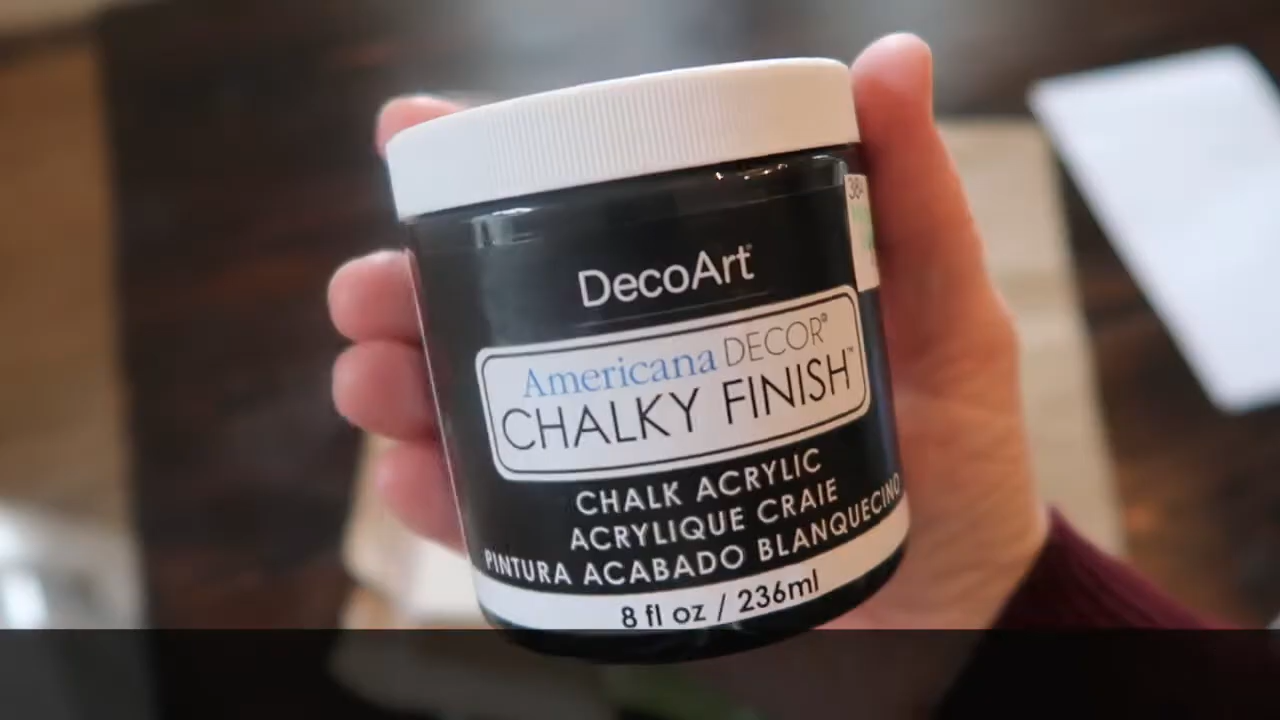 DecoArt®
Americana DECOR®
CHALKY FINISH™
CHALK ACRYLIC
ACRYLIQUE CRAIE
PINTURA ACABADO BLANQUECINO
8 fl oz / 236ml